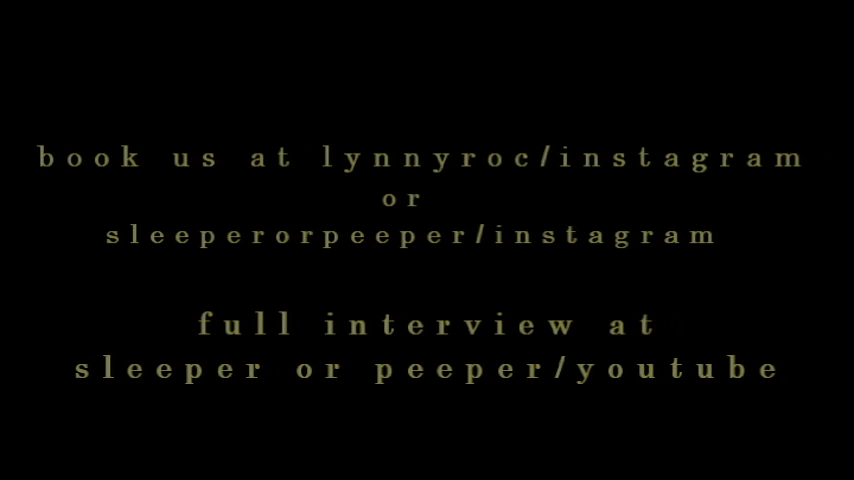 book us at lynnyroc/instagram
or
sleeperorpeeper/instagram
full interview at
sleeper or peeper/youtube